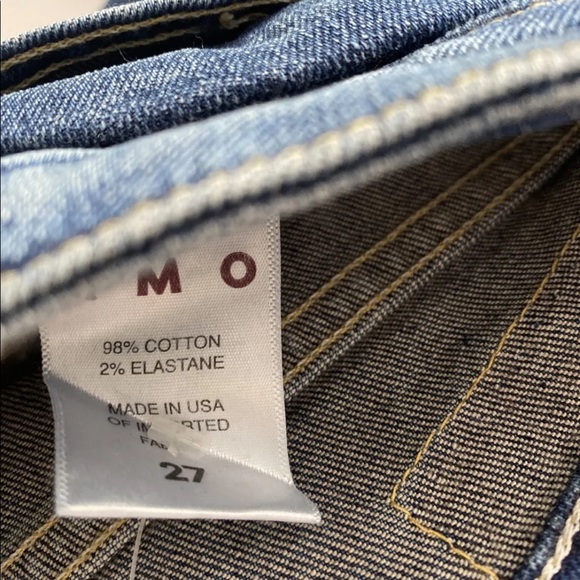 M O
98% COTTON
2% ELASTANE
MADE IN USA
OF
27